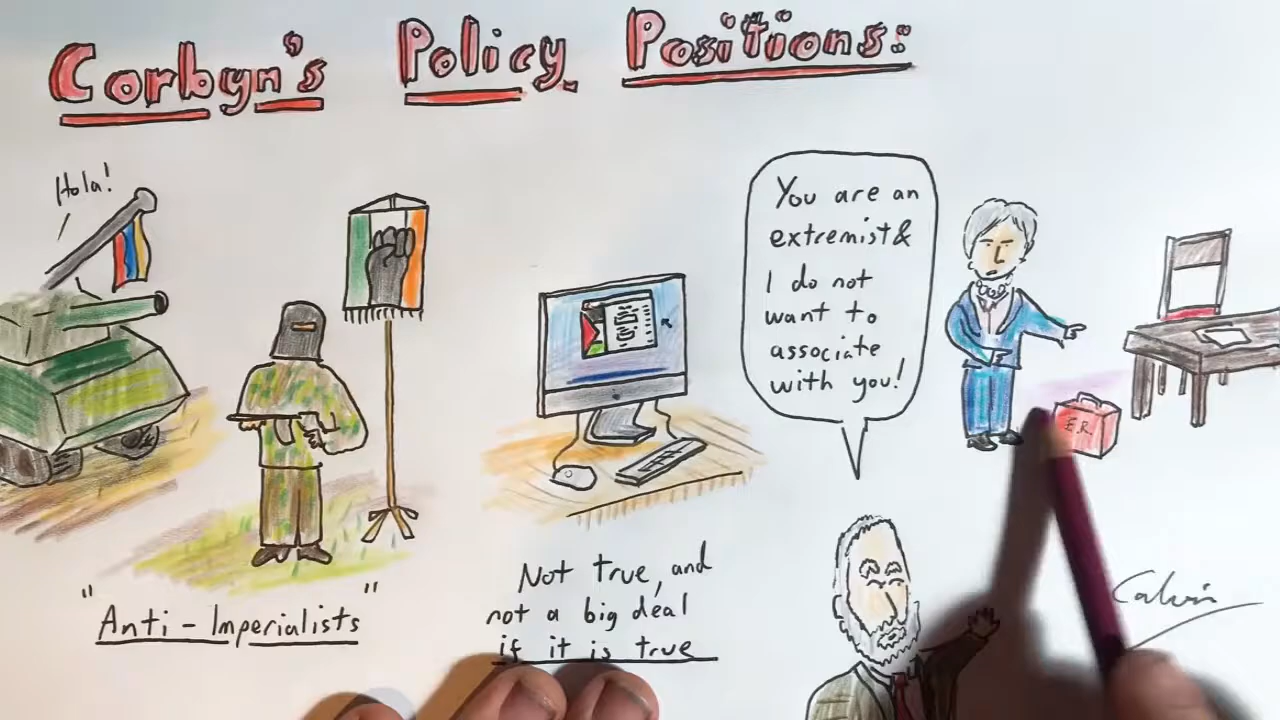 Corbyn's Policy Positions:
Hola!
"Anti-Imperialists"
Not true, and
not a big deal
if it is true
You are an
extremist &
I do not
want to
associate
with you!
E.R.
Calvin